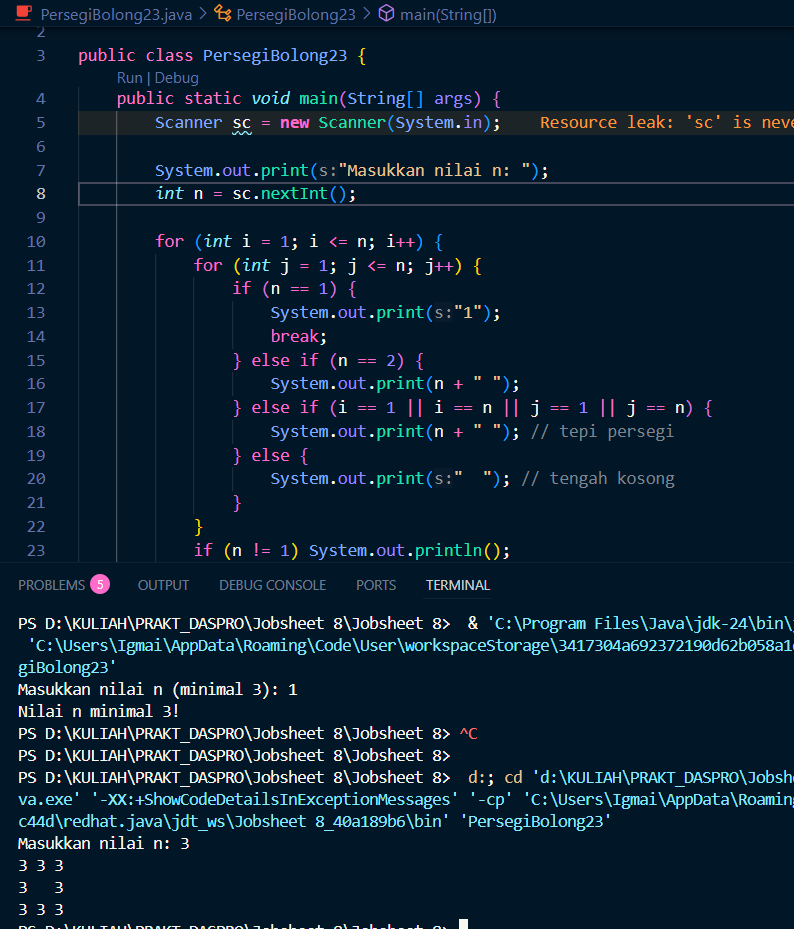 PersegiBolong23.java > PersegiBolong23 > main(String[])
2
3 public class PersegiBolong23 {
Run | Debug
4 public static void main(String[] args) {
5 Scanner sc = new Scanner(System.in); Resource leak: 'sc' is neve
6
7 System.out.print(s:"Masukkan nilai n: ");
8 int n = sc.nextInt();
9
10 for (int i = 1; i <= n; i++) {
11 for (int j = 1; j <= n; j++) {
12 if (n == 1) {
13 System.out.print(s:"1");
14 break;
15 } else if (n == 2) {
16 System.out.print(n + " ");
17 } else if (i == 1 || i == n || j == 1 || j == n) {
18 System.out.print(n + " "); // tepi persegi
19 } else {
20 System.out.print(s:"  "); // tengah kosong
21 }
22 }
23 if (n != 1) System.out.println();
PROBLEMS 5 OUTPUT DEBUG CONSOLE PORTS TERMINAL
PS D:\KULIAH\PRAKT_DASPRO\Jobsheet 8\Jobsheet 8> & 'C:\Program Files\Java\jdk-24\bin\j
'C:\Users\Igmai\AppData\Roaming\Code\User\workspaceStorage\3417304a692372190d62b058a1
giBolong23'
Masukkan nilai n (minimal 3): 1
Nilai n minimal 3!
PS D:\KULIAH\PRAKT_DASPRO\Jobsheet 8\Jobsheet 8> ^C
PS D:\KULIAH\PRAKT_DASPRO\Jobsheet 8\Jobsheet 8>
PS D:\KULIAH\PRAKT_DASPRO\Jobsheet 8\Jobsheet 8> d:; cd 'd:\KULIAH\PRAKT_DASPRO\Jobsh
va.exe' '-XX:+ShowCodeDetailsInExceptionMessages' '-cp' 'C:\Users\Igmai\AppData\Roaming
c44d\redhat.java\jdt_ws\Jobsheet 8_40a189b6\bin' 'PersegiBolong23'
Masukkan nilai n: 3
3 3 3
3   3
3 3 3
PS D:\KULIAH\PRAKT_DASPRO\Jobsheet 8\Jobsheet 8>